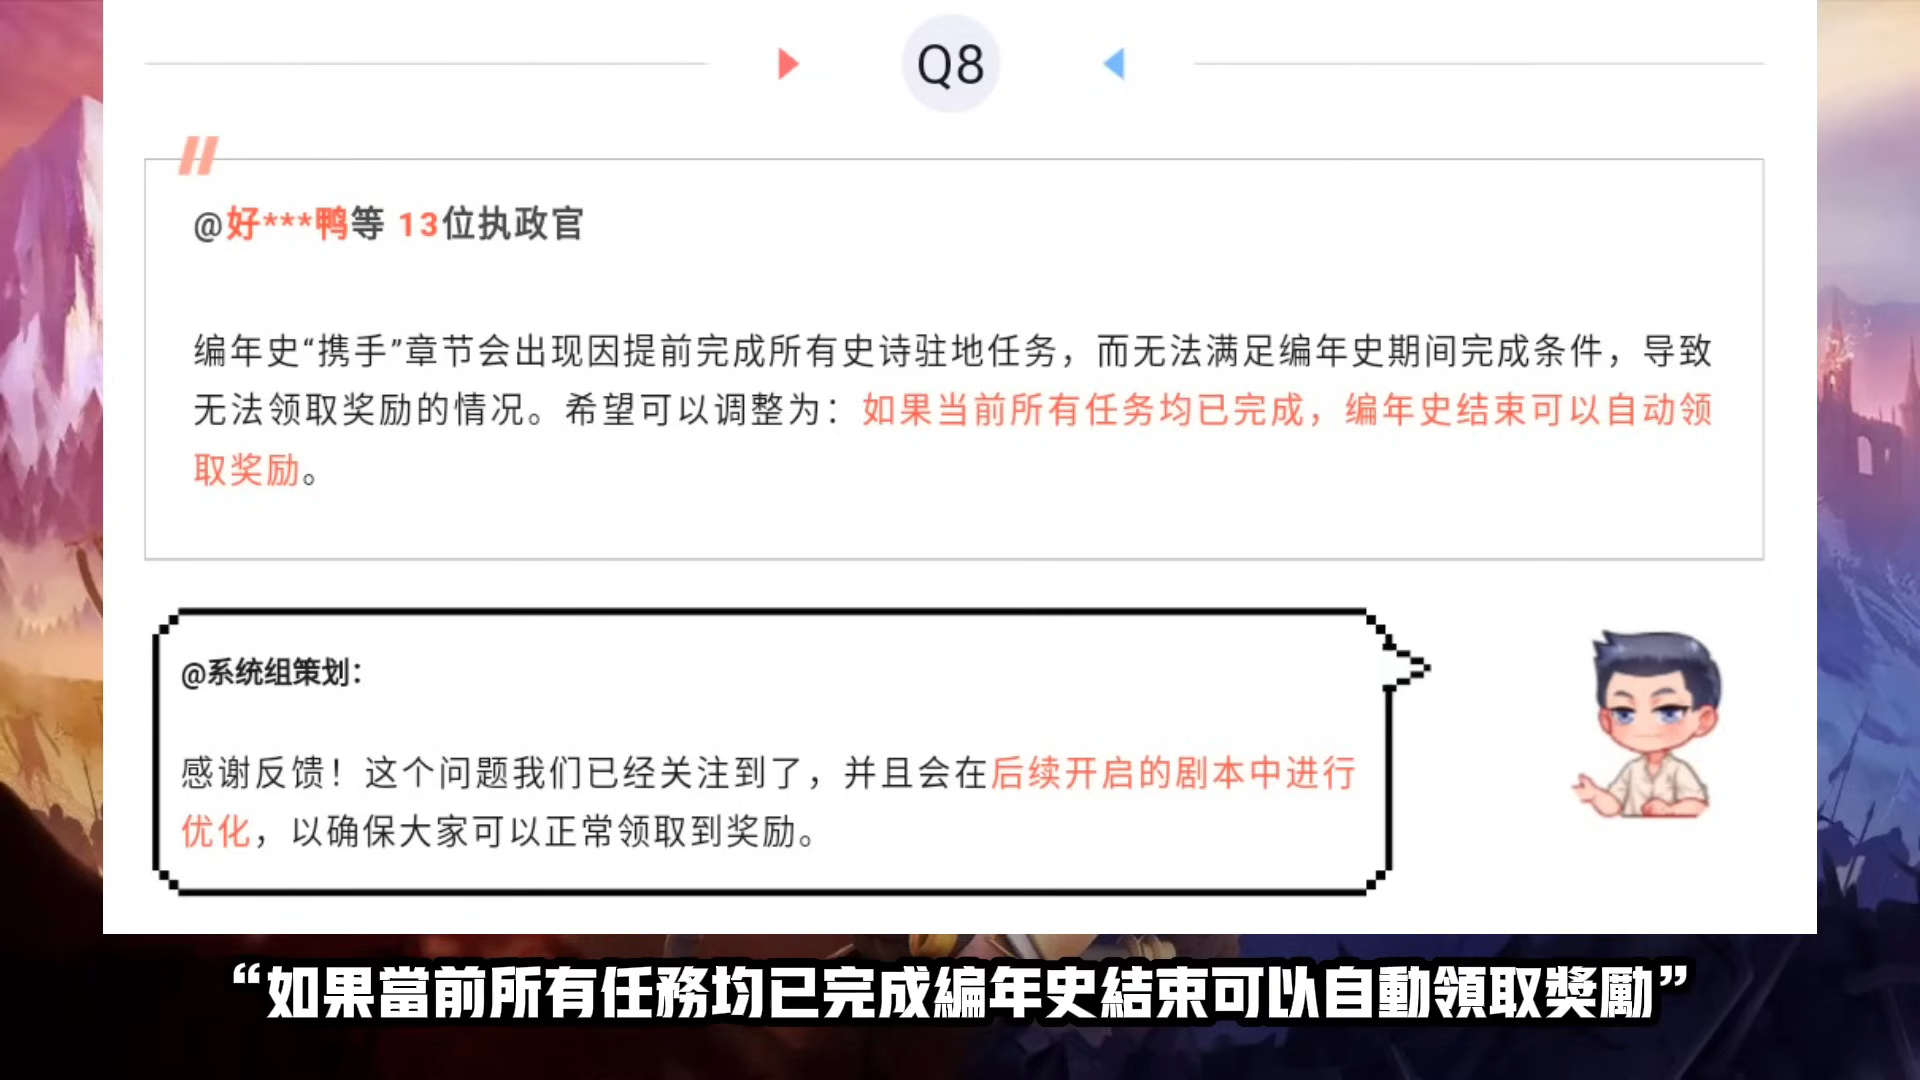 Q8
@好***鸭等 13位执政官
编年史“携手”章节会出现因提前完成所有史诗驻地任务，而无法满足编年史期间完成条件，导致
无法领取奖励的情况。希望可以调整为：如果当前所有任务均已完成，编年史结束可以自动领
取奖励。
@系统组策划：
感谢反馈！这个问题我们已经关注到了，并且会在后续开启的剧本中进行
优化，以确保大家可以正常领取到奖励。
“如果當前所有任務均已完成編年史結束可以自動領取獎勵”